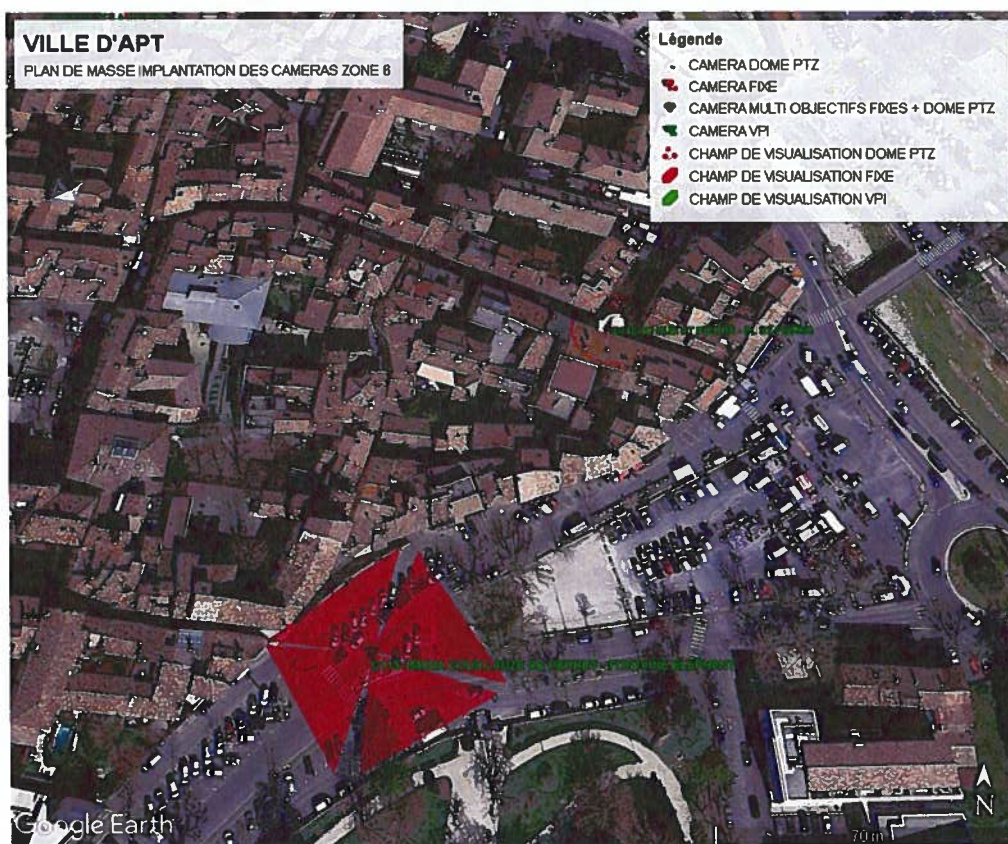 VILLE D'APT
PLAN DE MASSE IMPLANTATION DES CAMERAS ZONE 6
Légende
CAMERA DOME PTZ
CAMERA FIXE
CAMERA MULTI OBJECTIFS FIXES + DOME PTZ
CAMERA VPI
CHAMP DE VISUALISATION DOME PTZ
CHAMP DE VISUALISATION FIXE
CHAMP DE VISUALISATION VPI
Google Earth
N
70 m